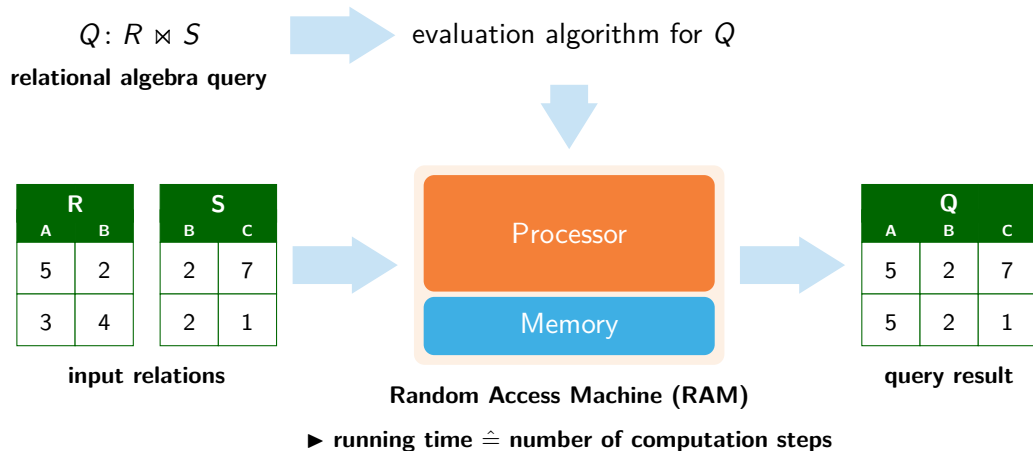 Q: R ⋈ S
evaluation algorithm for Q
relational algebra query
R
A B
5 2
3 4
S
B C
2 7
2 1
Processor
Memory
Q
A B C
5 2 7
5 2 1
input relations
Random Access Machine (RAM)
query result
► running time ≙ number of computation steps